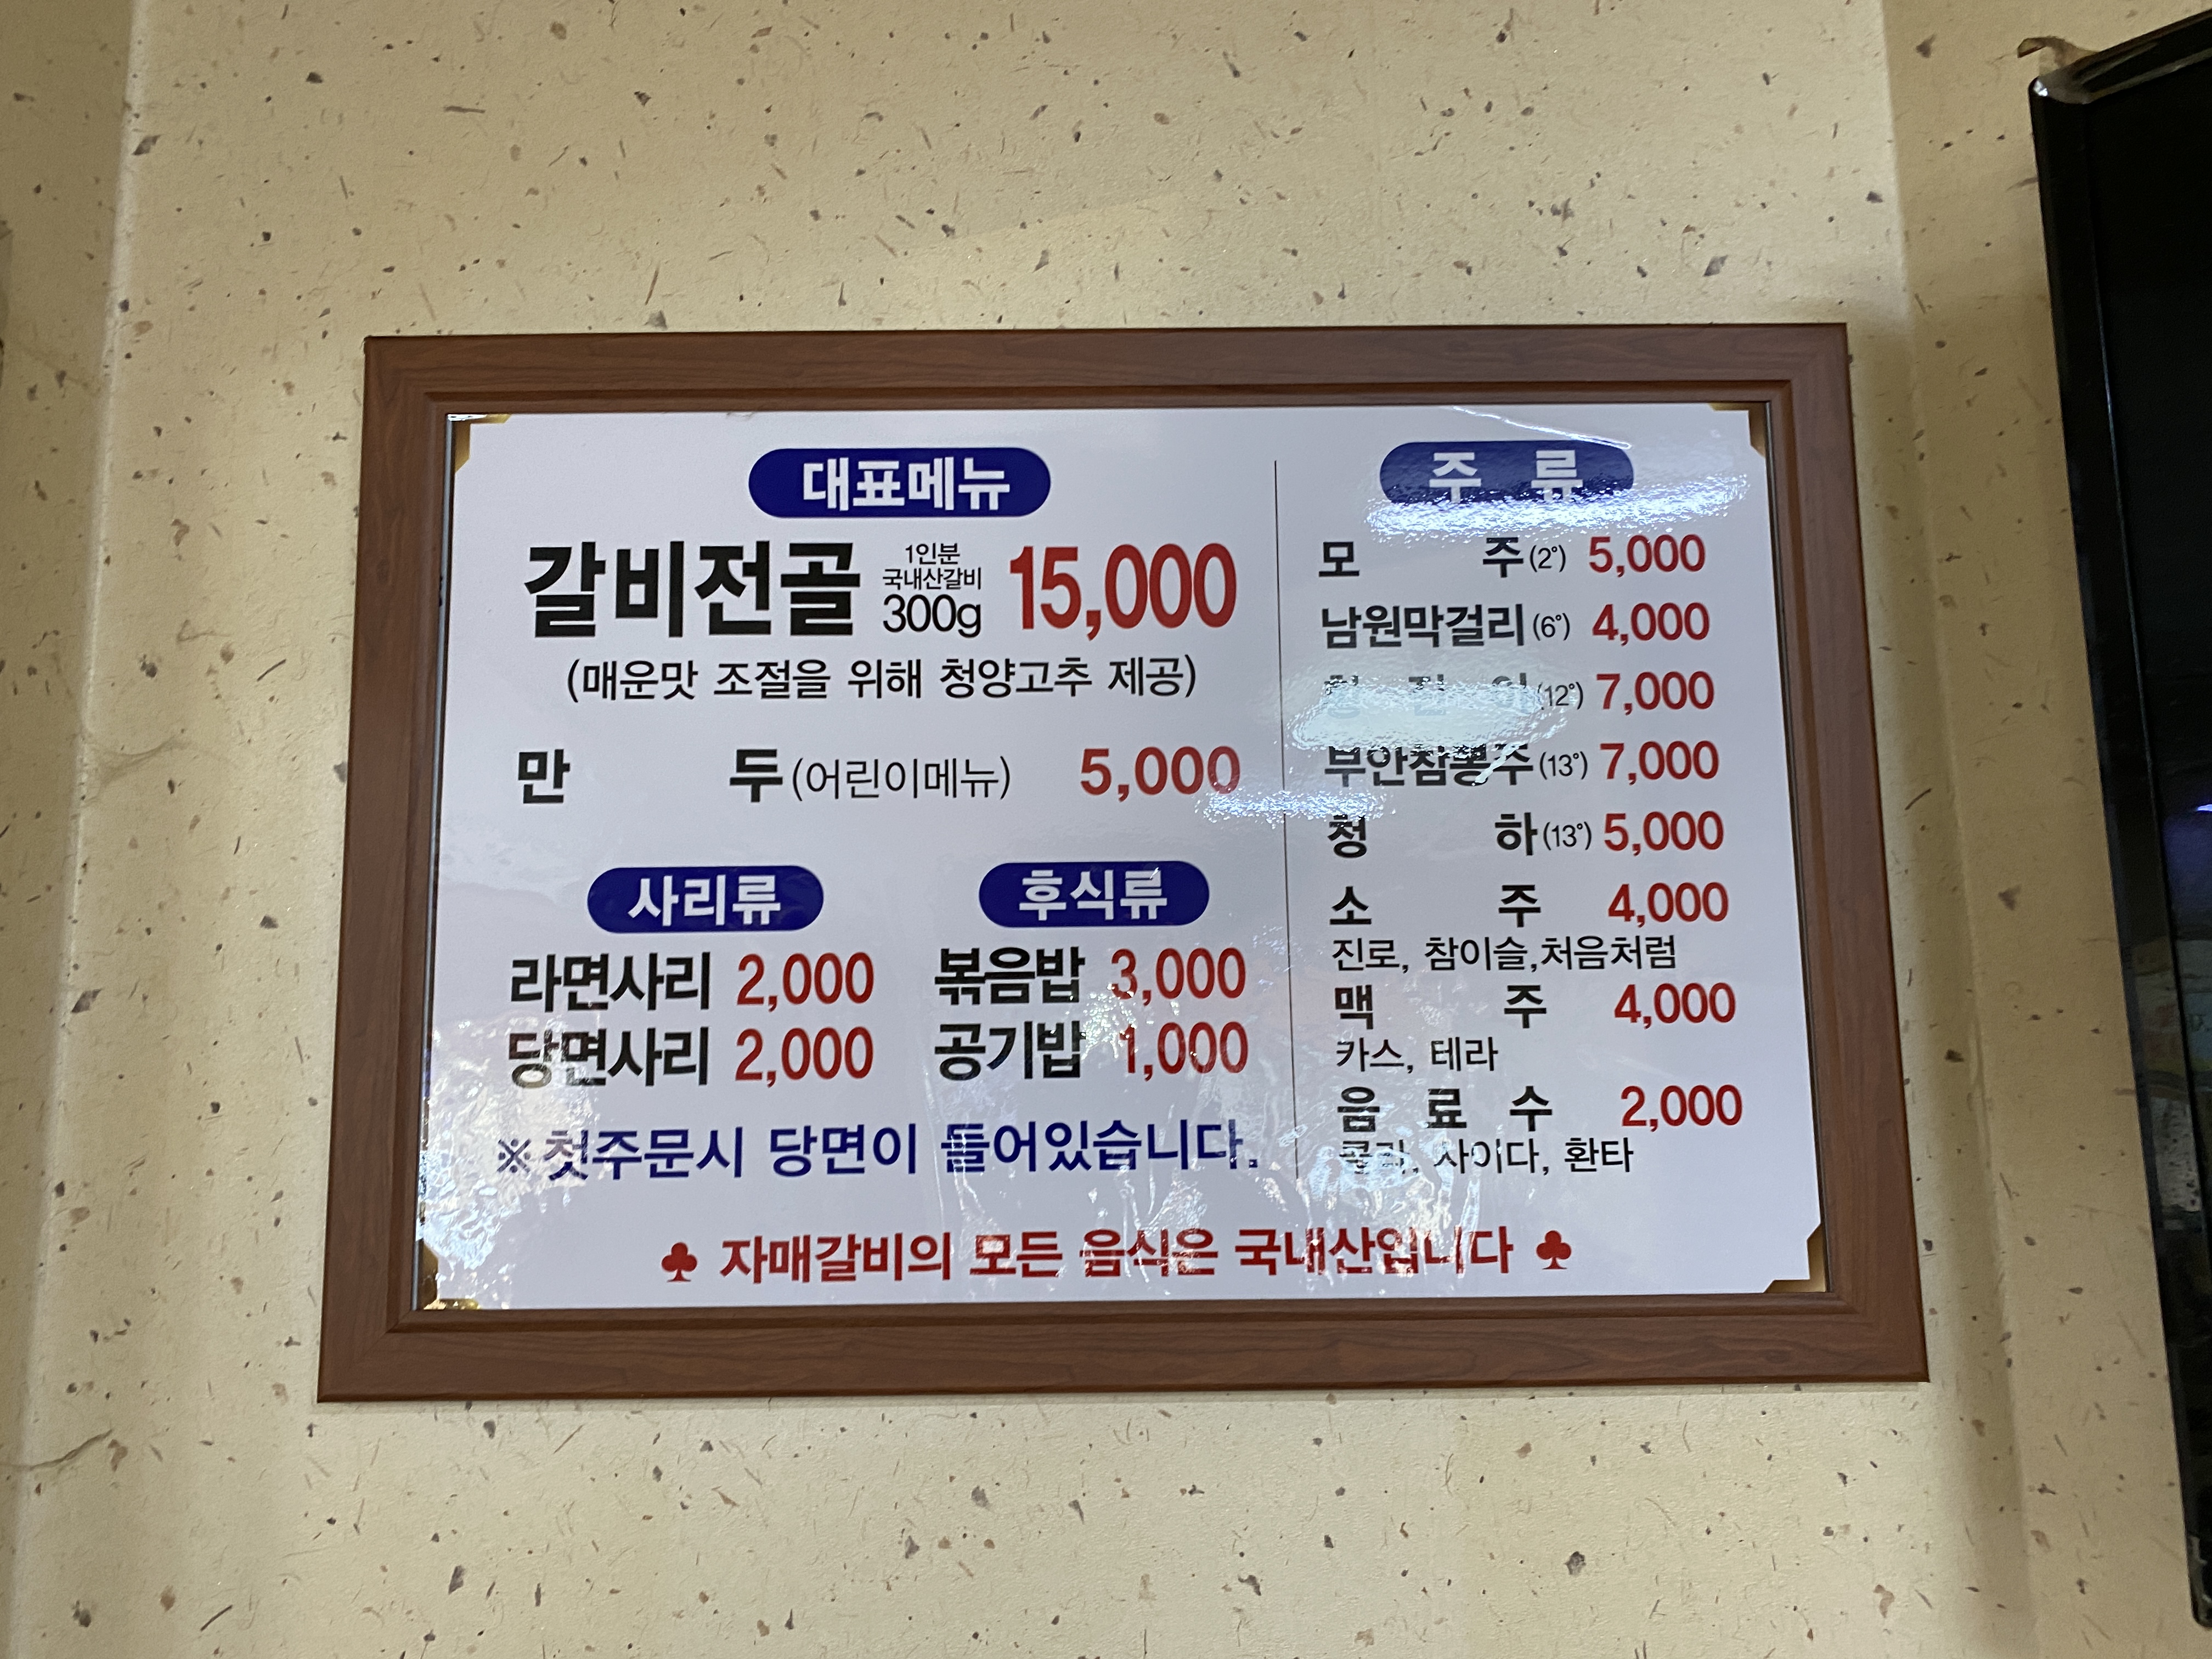 대표메뉴
갈비전골 1인분 국내산갈비 300g 15,000
(매운맛 조절을 위해 청양고추 제공)
만 두 (어린이메뉴) 5,000
사리류
라면사리 2,000
당면사리 2,000
후식류
볶음밥 3,000
공기밥 1,000
※ 첫주문시 당면이 들어있습니다.
주 류
모 주 (2°) 5,000
남원막걸리 (6°) 4,000
(12°) 7,000
부안참뽕주 (13°) 7,000
청 하 (13°) 5,000
소 주 4,000
진로, 참이슬,처음처럼
맥 주 4,000
카스, 테라
음 료 수 2,000
콜라, 사이다, 환타
♣ 자매갈비의 모든 음식은 국내산입니다 ♣